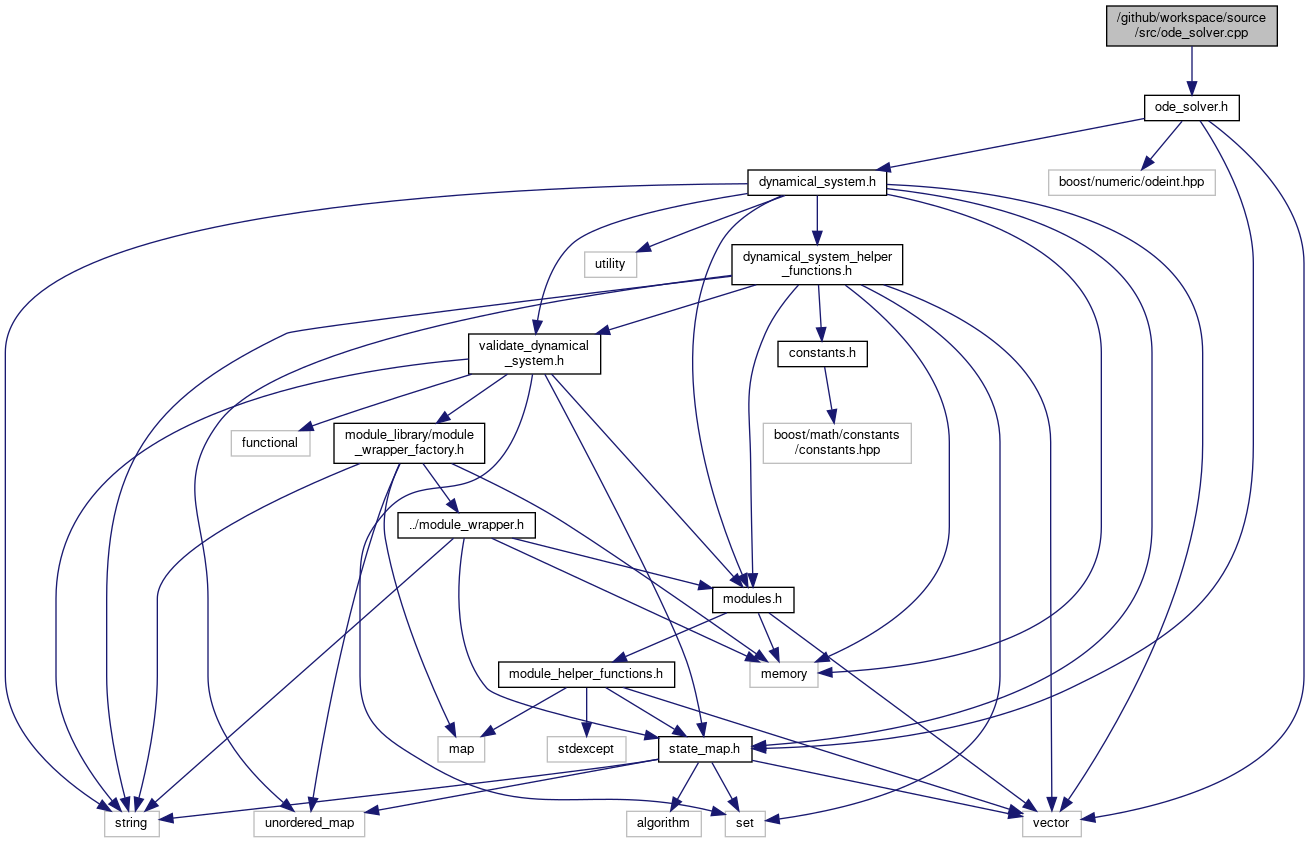 /github/workspace/source
/src/ode_solver.cpp
ode_solver.h
dynamical_system.h
boost/numeric/odeint.hpp
utility
dynamical_system_helper
_functions.h
validate_dynamical
_system.h
constants.h
functional
module_library/module
_wrapper_factory.h
boost/math/constants
/constants.hpp
../module_wrapper.h
modules.h
module_helper_functions.h
memory
map
stdexcept
state_map.h
string
unordered_map
algorithm
set
vector